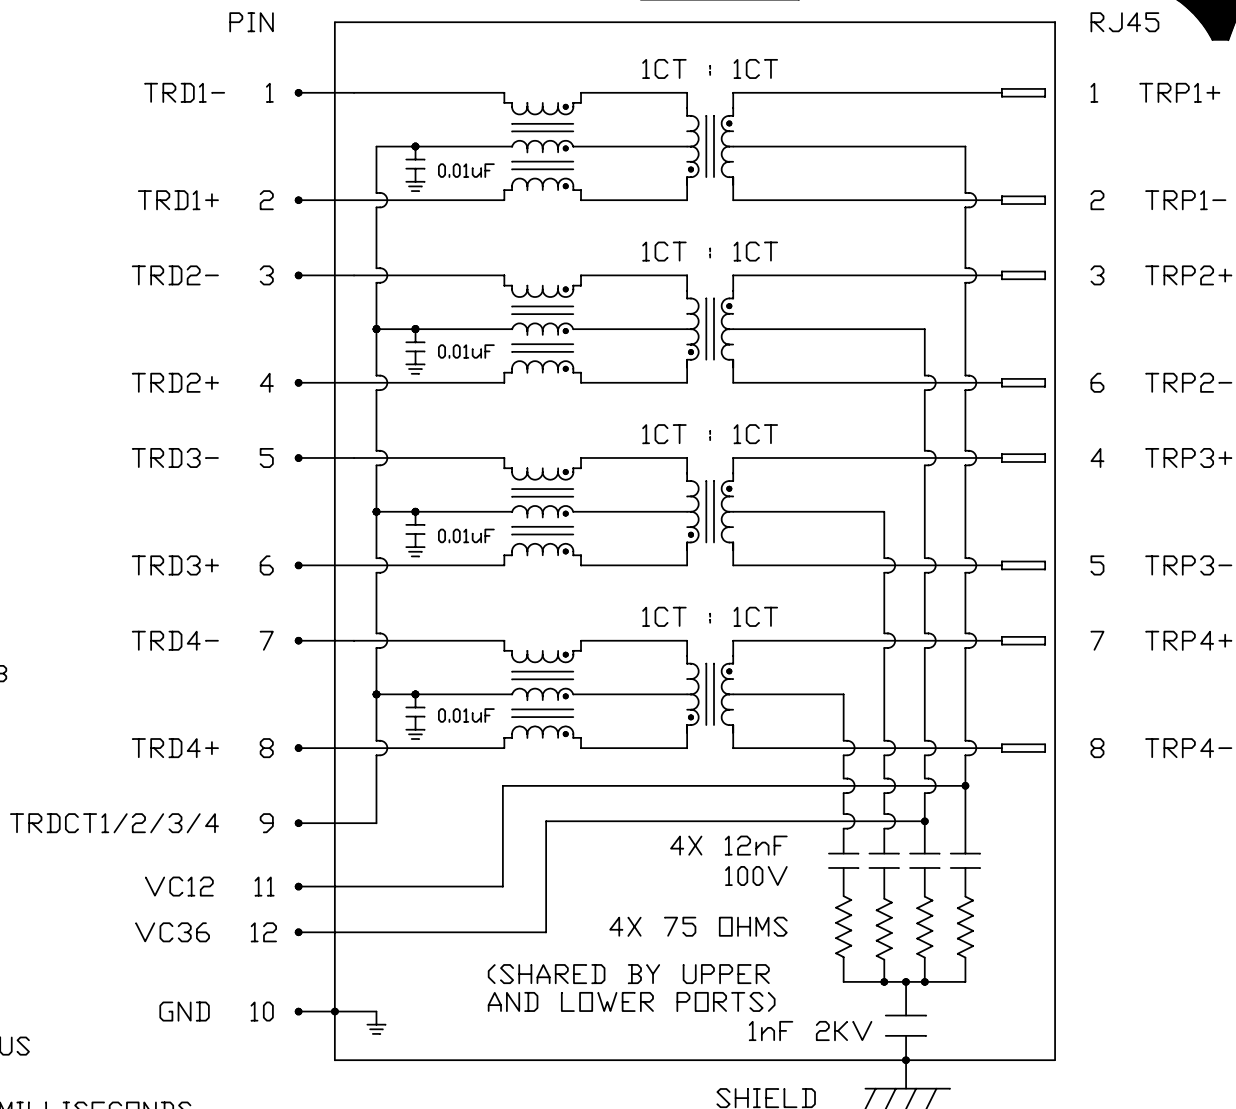 PIN
RJ45
1CT : 1CT
TRD1- 1
1 TRP1+
0.01uF
TRD1+ 2
2 TRP1-
1CT : 1CT
TRD2- 3
3 TRP2+
0.01uF
TRD2+ 4
6 TRP2-
1CT : 1CT
TRD3- 5
4 TRP3+
0.01uF
TRD3+ 6
5 TRP3-
1CT : 1CT
TRD4- 7
7 TRP4+
0.01uF
TRD4+ 8
8 TRP4-
TRDCT1/2/3/4 9
4X 12nF
100V
VC12 11
VC36 12
4X 75 OHMS
(SHARED BY UPPER
AND LOWER PORTS)
GND 10
1nF 2KV
US
MILLISECONDS
SHIELD